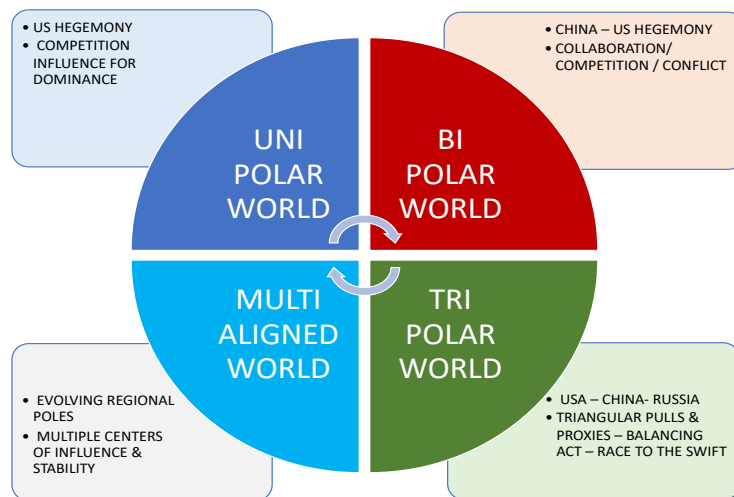 • US HEGEMONY
• COMPETITION
INFLUENCE FOR
DOMINANCE
• CHINA – US HEGEMONY
• COLLABORATION/
COMPETITION / CONFLICT
UNI
POLAR
WORLD
BI
POLAR
WORLD
MULTI
ALIGNED
WORLD
TRI
POLAR
WORLD
• EVOLVING REGIONAL
POLES
• MULTIPLE CENTERS
OF INFLUENCE &
STABILITY
• USA – CHINA- RUSSIA
• TRIANGULAR PULLS &
PROXIES – BALANCING
ACT – RACE TO THE SWIFT